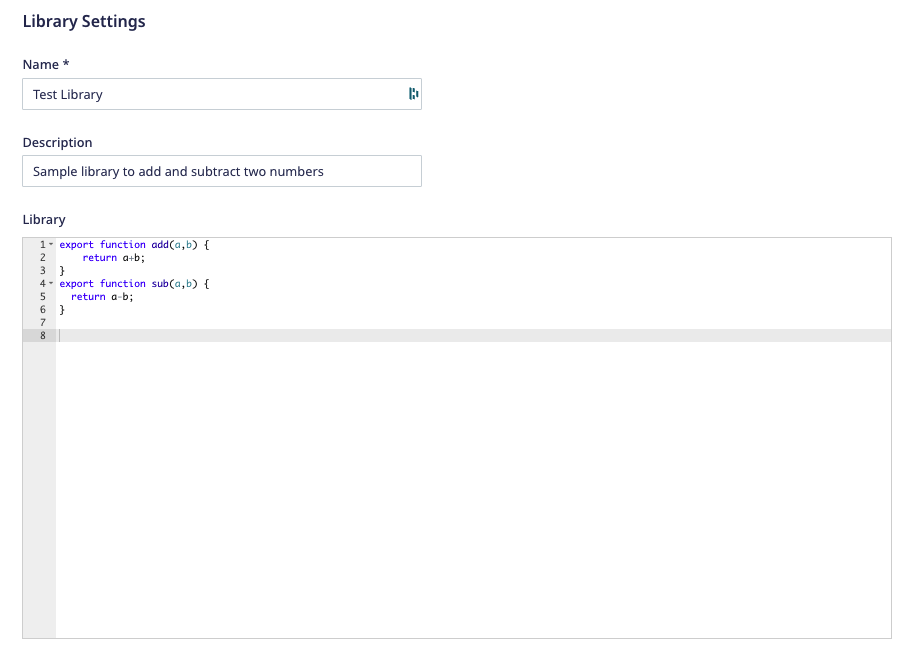 Library Settings
Name *
Test Library
Description
Sample library to add and subtract two numbers
Library
1 export function add(a,b) {
2     return a+b;
3 }
4 export function sub(a,b) {
5   return a-b;
6 }
7
8